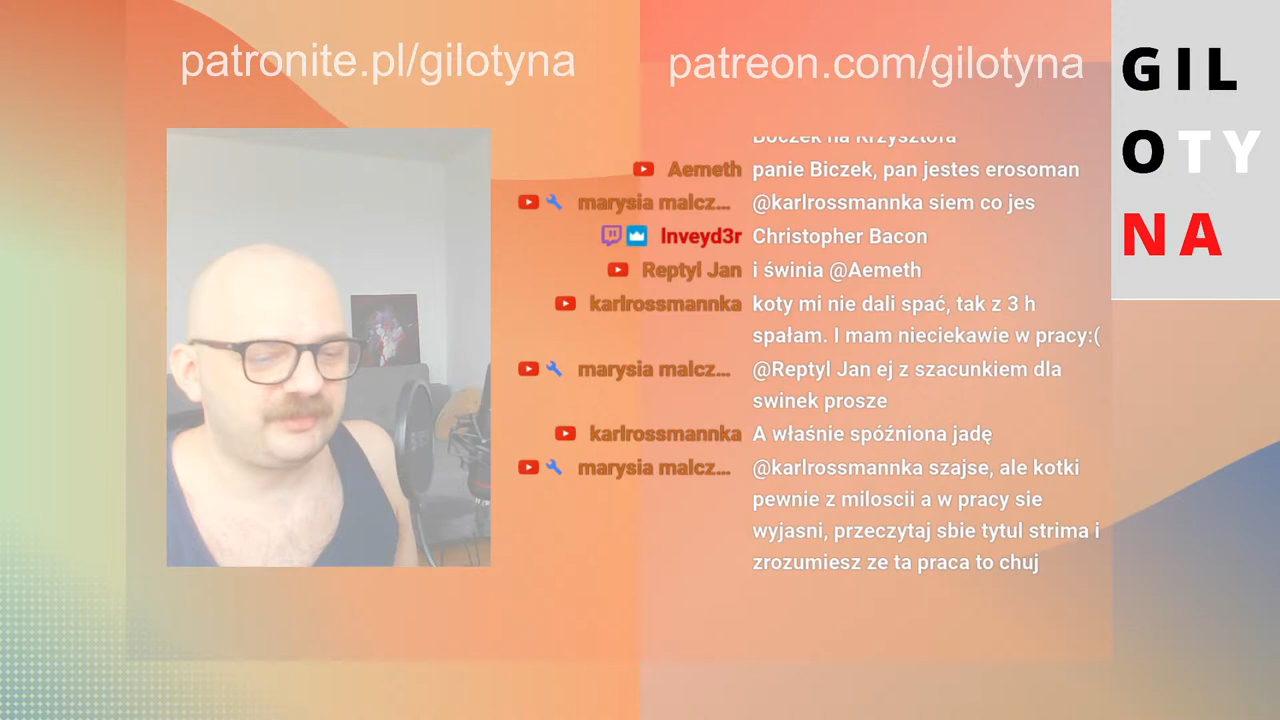 patronite.pl/gilotyna
patreon.com/gilotyna
GIL
OTY
NA
Boczek na Krzysztofa
Aemeth panie Biczek, pan jestes erosoman
marysia malcz... @karlrossmannka siem co jes
Inveyd3r Christopher Bacon
Reptyl Jan i świnia @Aemeth
karlrossmannka koty mi nie dali spać, tak z 3 h
spałam. I mam nieciekawie w pracy:(
marysia malcz... @Reptyl Jan ej z szacunkiem dla
swinek prosze
karlrossmannka A właśnie spóźniona jadę
marysia malcz... @karlrossmannka szajse, ale kotki
pewnie z miloscii a w pracy sie
wyjasni, przeczytaj sbie tytul strima i
zrozumiesz ze ta praca to chuj